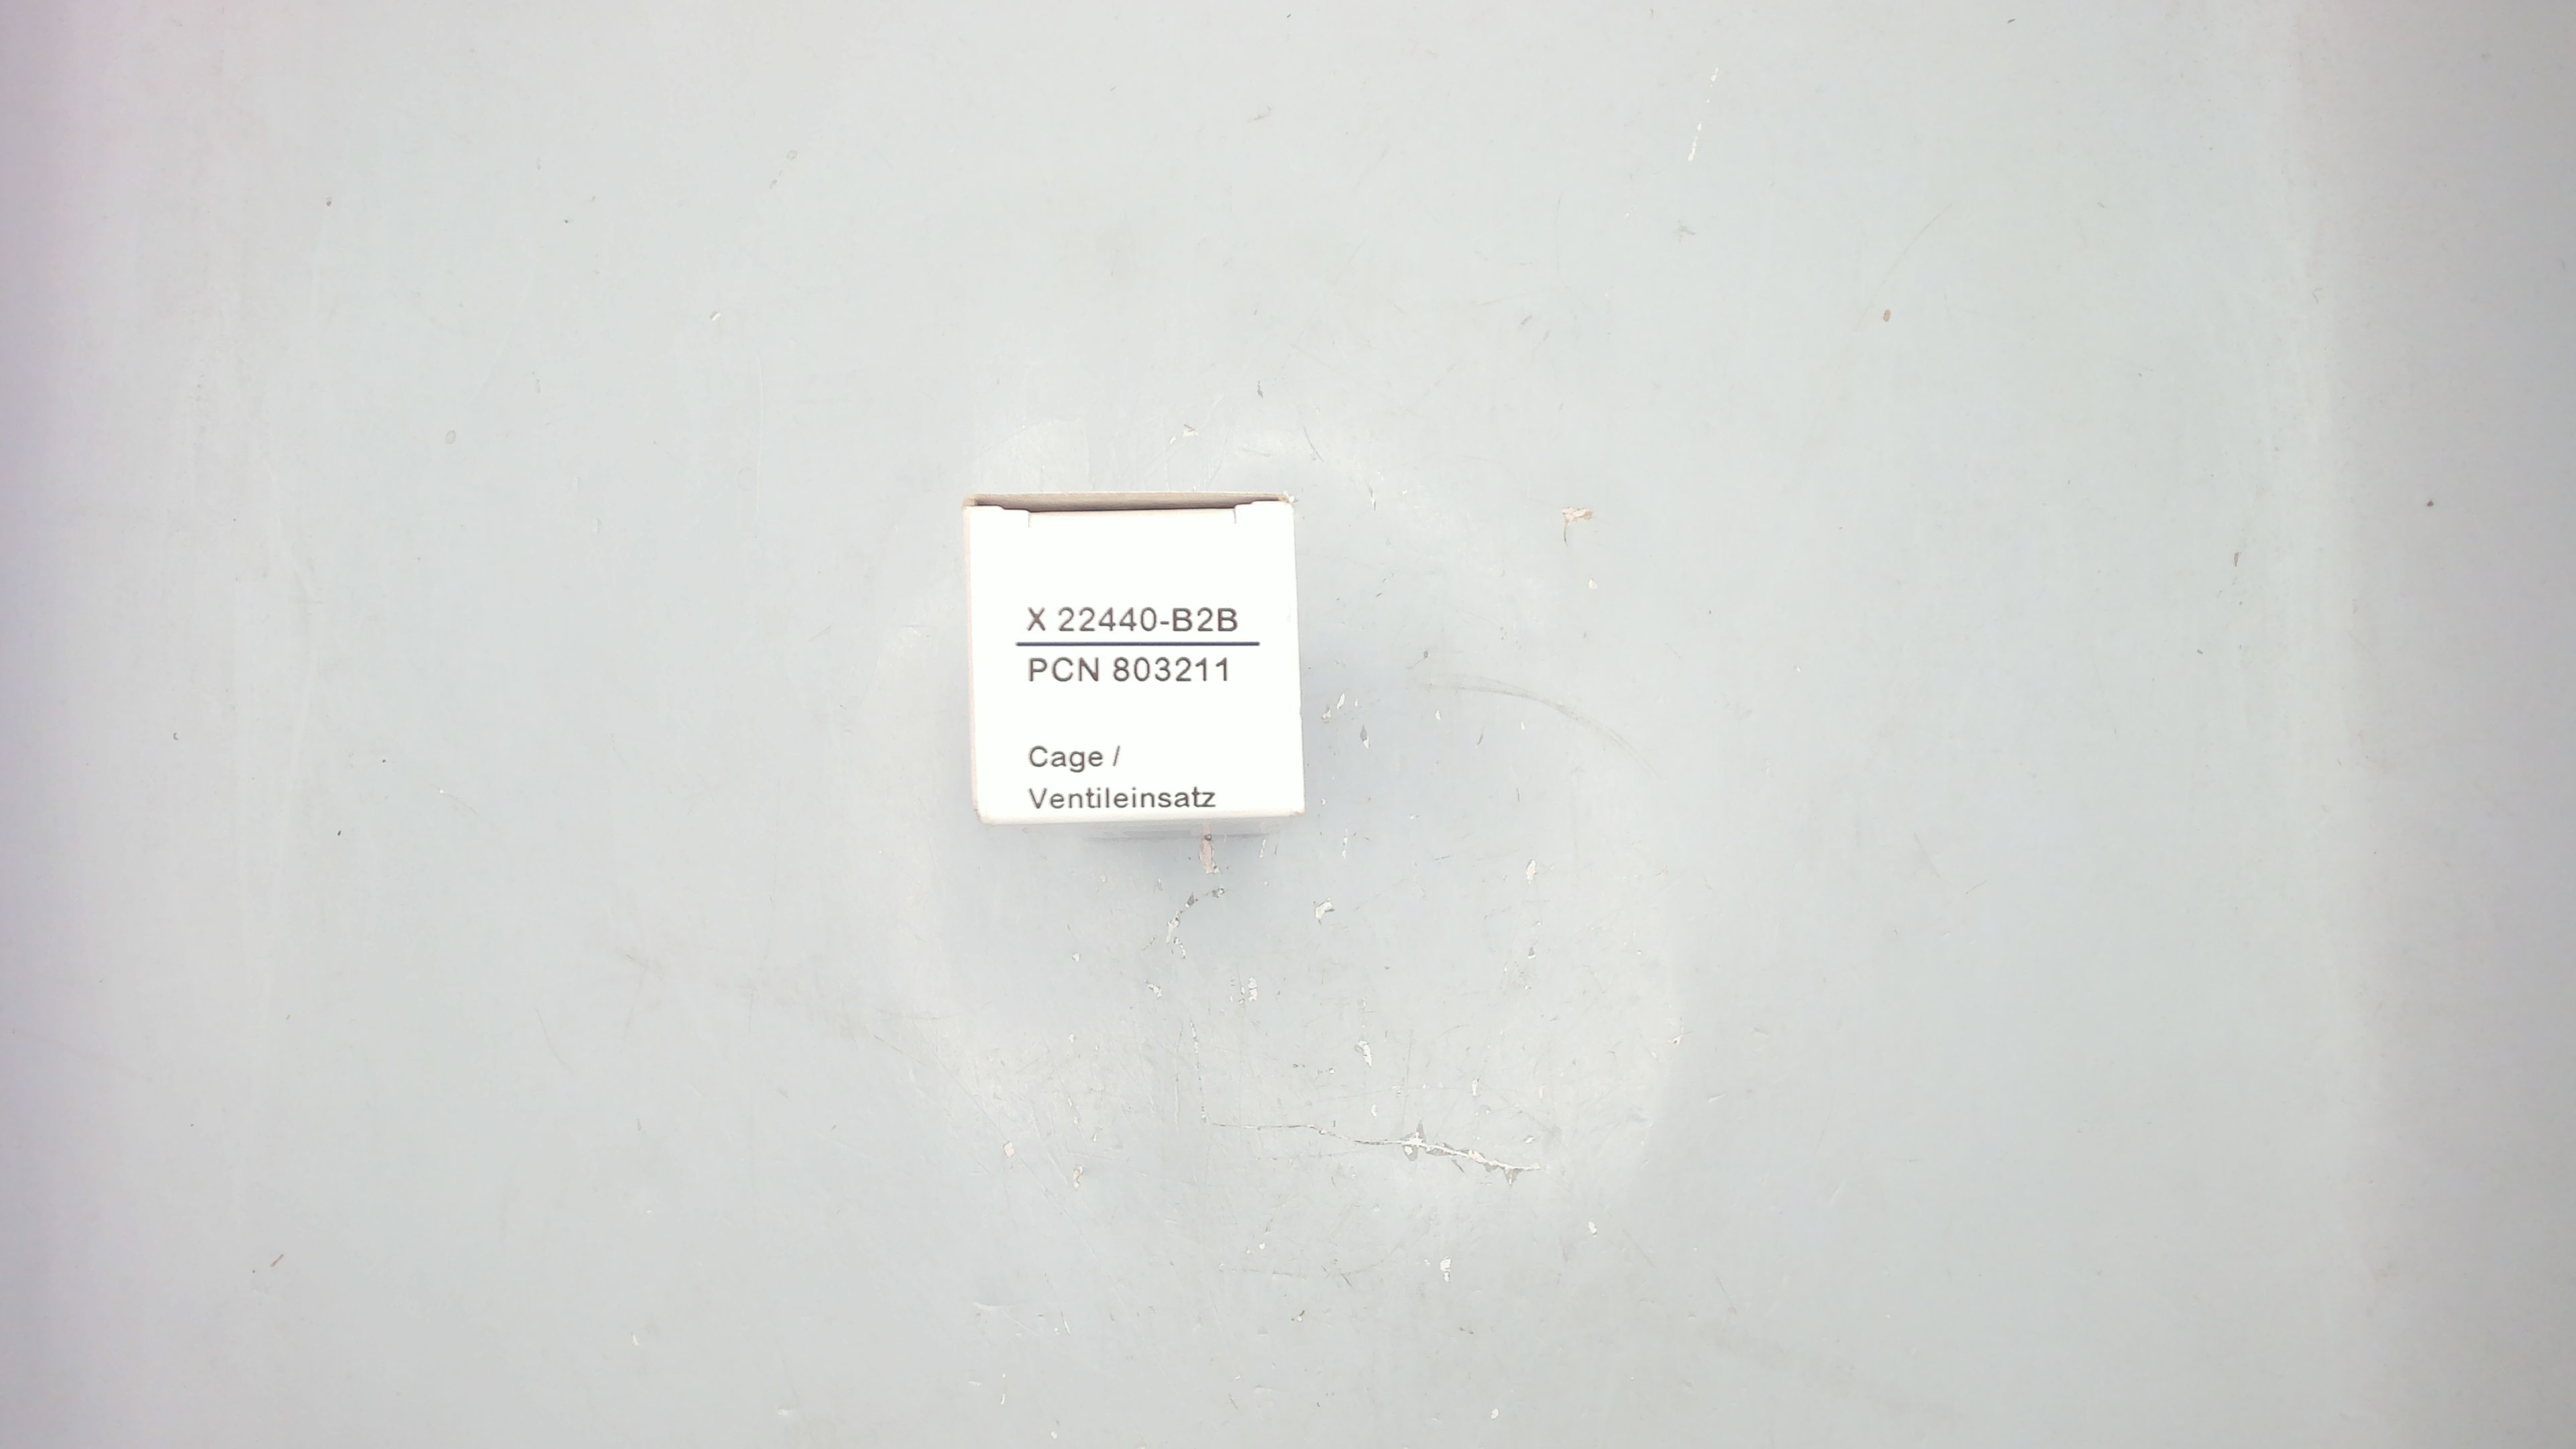 X 22440-B2B
PCN 803211
Cage /
Ventileinsatz